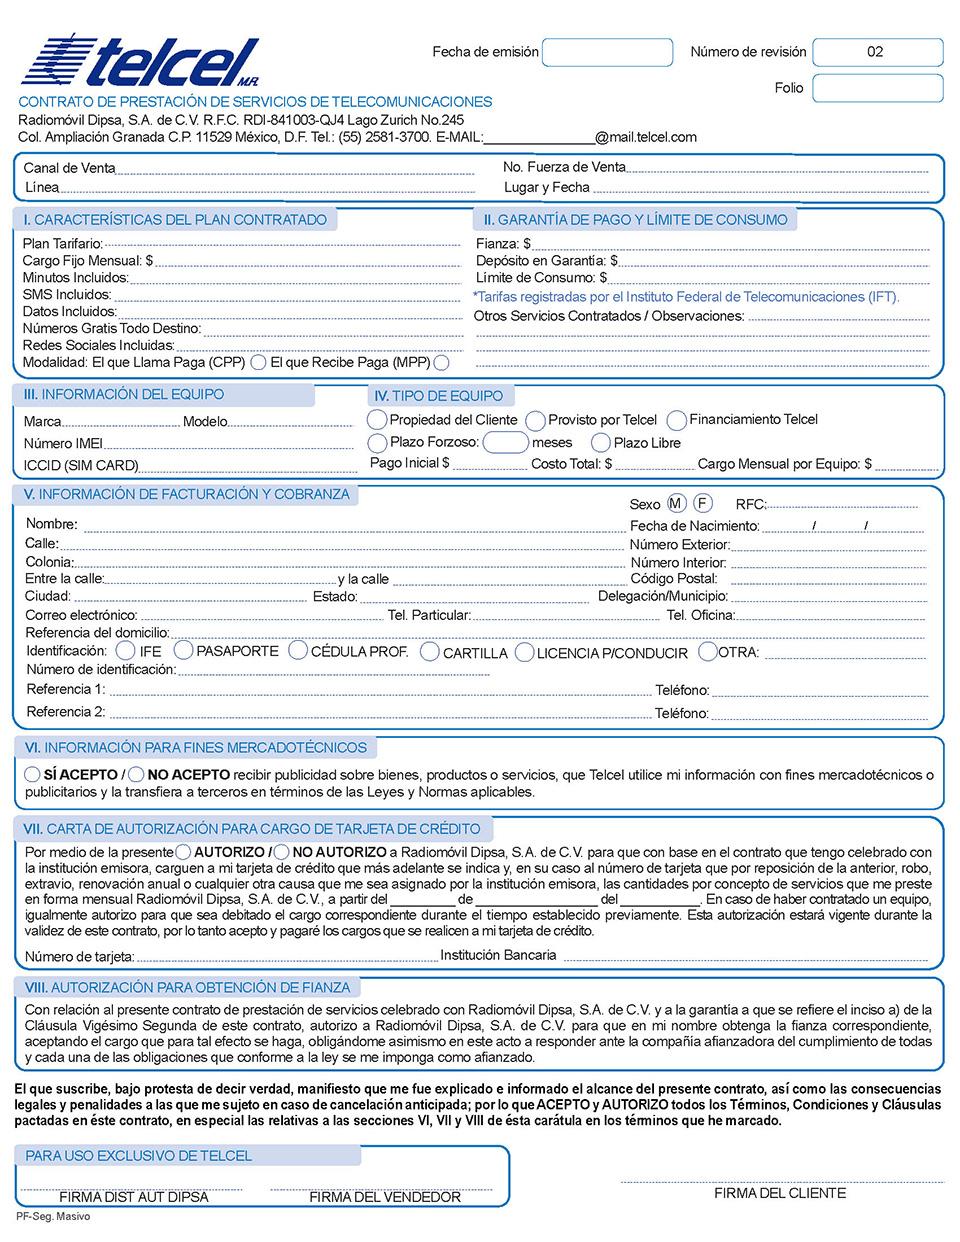 telcel M.R.
Fecha de emisión
Número de revisión 02
Folio
CONTRATO DE PRESTACIÓN DE SERVICIOS DE TELECOMUNICACIONES
Radiomóvil Dipsa, S.A. de C.V. R.F.C. RDI-841003-QJ4 Lago Zurich No.245
Col. Ampliación Granada C.P. 11529 México, D.F. Tel.: (55) 2581-3700. E-MAIL:_______________@mail.telcel.com
Canal de Venta
No. Fuerza de Venta
Línea
Lugar y Fecha
I. CARACTERÍSTICAS DEL PLAN CONTRATADO
Plan Tarifario:
Cargo Fijo Mensual: $
Minutos Incluidos:
SMS Incluidos:
Datos Incluidos:
Números Gratis Todo Destino:
Redes Sociales Incluidas:
Modalidad: El que Llama Paga (CPP) El que Recibe Paga (MPP)
II. GARANTÍA DE PAGO Y LÍMITE DE CONSUMO
Fianza: $
Depósito en Garantía: $
Límite de Consumo: $
*Tarifas registradas por el Instituto Federal de Telecomunicaciones (IFT).
Otros Servicios Contratados / Observaciones:
III. INFORMACIÓN DEL EQUIPO
Marca Modelo
Número IMEI
ICCID (SIM CARD)
IV. TIPO DE EQUIPO
Propiedad del Cliente Provisto por Telcel Financiamiento Telcel
Plazo Forzoso: meses Plazo Libre
Pago Inicial $ Costo Total: $ Cargo Mensual por Equipo: $
V. INFORMACIÓN DE FACTURACIÓN Y COBRANZA
Sexo M F RFC:
Nombre: Fecha de Nacimiento: / /
Calle: Número Exterior:
Colonia: Número Interior:
Entre la calle: y la calle Código Postal:
Ciudad: Estado: Delegación/Municipio:
Correo electrónico: Tel. Particular: Tel. Oficina:
Referencia del domicilio:
Identificación: IFE PASAPORTE CÉDULA PROF. CARTILLA LICENCIA P/CONDUCIR OTRA:
Número de identificación:
Referencia 1: Teléfono:
Referencia 2: Teléfono:
VI. INFORMACIÓN PARA FINES MERCADOTÉCNICOS
SÍ ACEPTO / NO ACEPTO recibir publicidad sobre bienes, productos o servicios, que Telcel utilice mi información con fines mercadotécnicos o
publicitarios y la transfiera a terceros en términos de las Leyes y Normas aplicables.
VII. CARTA DE AUTORIZACIÓN PARA CARGO DE TARJETA DE CRÉDITO
Por medio de la presente AUTORIZO / NO AUTORIZO a Radiomóvil Dipsa, S.A. de C.V. para que con base en el contrato que tengo celebrado con
la institución emisora, carguen a mi tarjeta de crédito que más adelante se indica y, en su caso al número de tarjeta que por reposición de la anterior, robo,
extravio, renovación anual o cualquier otra causa que me sea asignado por la institución emisora, las cantidades por concepto de servicios que me preste
en forma mensual Radiomóvil Dipsa, S.A. de C.V., a partir del ________ de _______________ del __________. En caso de haber contratado un equipo,
igualmente autorizo para que sea debitado el cargo correspondiente durante el tiempo establecido previamente. Esta autorización estará vigente durante la
validez de este contrato, por lo tanto acepto y pagaré los cargos que se realicen a mi tarjeta de crédito.
Número de tarjeta: Institución Bancaria
VIII. AUTORIZACIÓN PARA OBTENCIÓN DE FIANZA
Con relación al presente contrato de prestación de servicios celebrado con Radiomóvil Dipsa, S.A. de C.V. y a la garantía a que se refiere el inciso a) de la
Cláusula Vigésimo Segunda de este contrato, autorizo a Radiomóvil Dipsa, S.A. de C.V. para que en mi nombre obtenga la fianza correspondiente,
aceptando el cargo que para tal efecto se haga, obligándome asimismo en este acto a responder ante la compañía afianzadora del cumplimiento de todas
y cada una de las obligaciones que conforme a la ley se me imponga como afianzado.
El que suscribe, bajo protesta de decir verdad, manifiesto que me fue explicado e informado el alcance del presente contrato, así como las consecuencias
legales y penalidades a las que me sujeto en caso de cancelación anticipada; por lo que ACEPTO y AUTORIZO todos los Términos, Condiciones y Cláusulas
pactadas en éste contrato, en especial las relativas a las secciones VI, VII y VIII de ésta carátula en los términos que he marcado.
PARA USO EXCLUSIVO DE TELCEL
FIRMA DIST AUT DIPSA FIRMA DEL VENDEDOR
FIRMA DEL CLIENTE
PF-Seg. Masivo